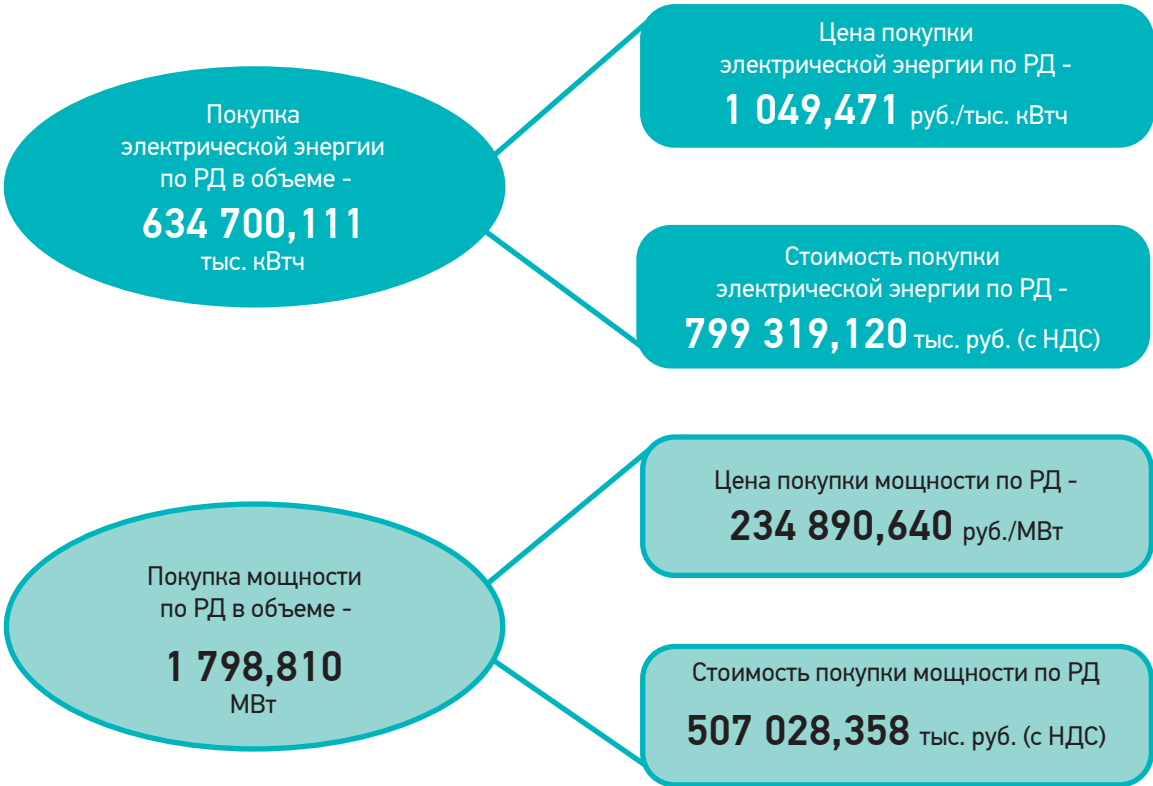 Покупка
электрической энергии
по РД в объеме -
634 700,111
тыс. кВтч
Цена покупки
электрической энергии по РД -
1 049,471 руб./тыс. кВтч
Стоимость покупки
электрической энергии по РД -
799 319,120 тыс. руб. (с НДС)
Покупка мощности
по РД в объеме -
1 798,810
МВт
Цена покупки мощности по РД -
234 890,640 руб./МВт
Стоимость покупки мощности по РД
507 028,358 тыс. руб. (с НДС)